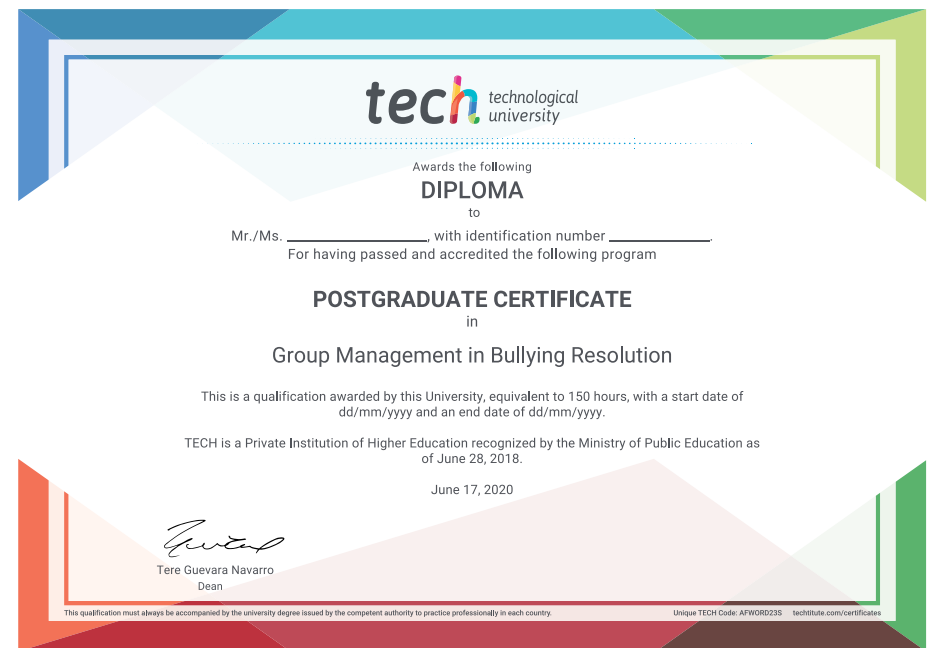 tech technological
university
Awards the following
DIPLOMA
to
Mr./Ms. ____________, with identification number ____________.
For having passed and accredited the following program
POSTGRADUATE CERTIFICATE
in
Group Management in Bullying Resolution
This is a qualification awarded by this University, equivalent to 150 hours, with a start date of
dd/mm/yyyy and an end date of dd/mm/yyyy.
TECH is a Private Institution of Higher Education recognized by the Ministry of Public Education as
of June 28, 2018.
June 17, 2020
Tere Guevara Navarro
Dean
This qualification must always be accompanied by the university degree issued by the competent authority to practice professionally in each country. Unique TECH Code: AFWORD23S techtitute.com/certificates